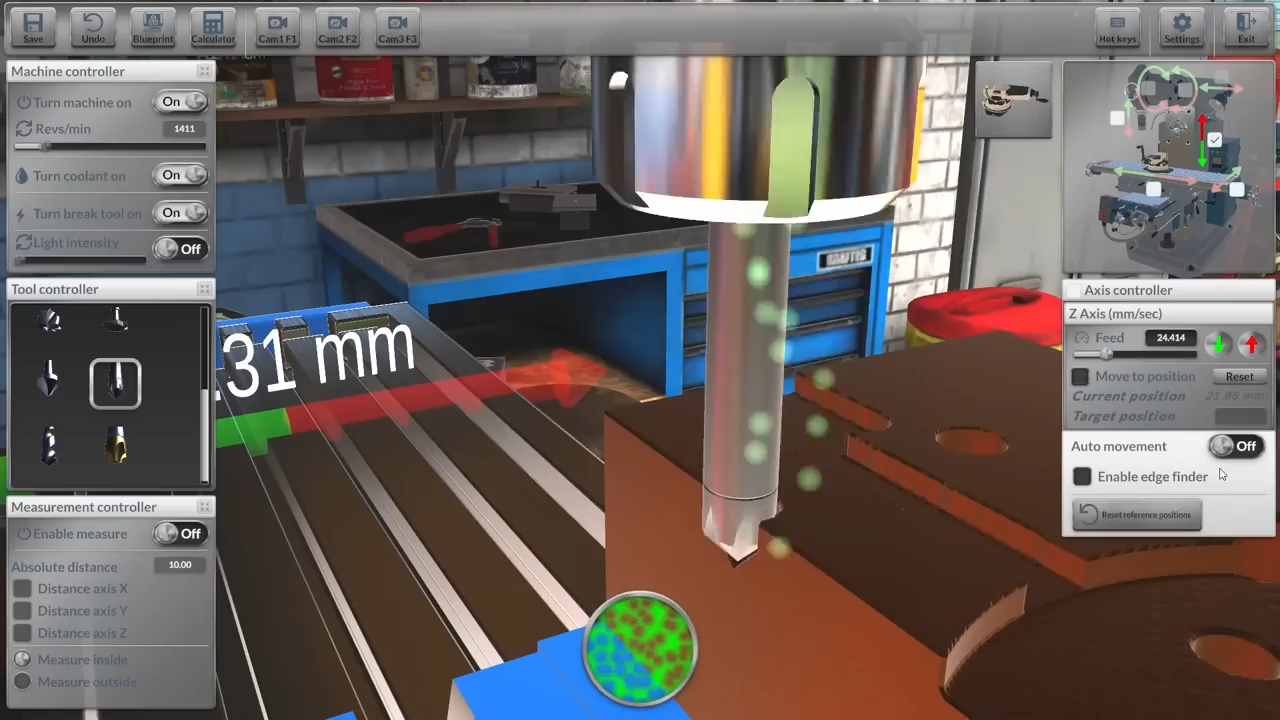 Save
Undo
Blueprint
Calculator
Cam1 F1
Cam2 F2
Cam3 F3
Hot keys
Settings
Exit
Machine controller
Turn machine on
On
Revs/min
1411
Turn coolant on
On
Turn break tool on
On
Light intensity
Off
Tool controller
Measurement controller
Enable measure
Off
Absolute distance
10.00
Distance axis X
Distance axis Y
Distance axis Z
Measure inside
Measure outside
.31 mm
Axis controller
Z Axis (mm/sec)
Feed
24.414
Move to position
Reset
Current position
21.96 mm
Target position
Auto movement
Off
Enable edge finder
Reset reference positions